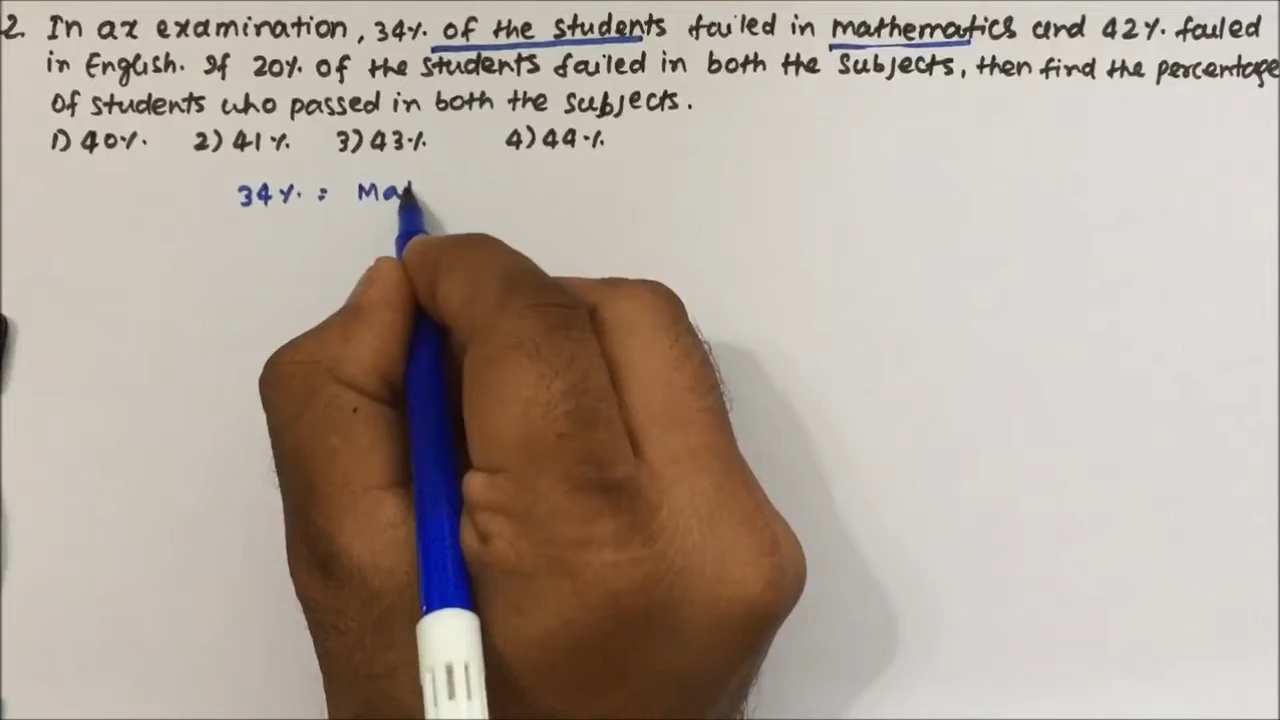 2. In az examination, 34%. of the students failed in mathematics and 42%. failed
in English. If 20%. of the students failed in both the subjects, then find the percentage
of students who passed in both the subjects.
1) 40%. 2) 41%. 3) 43%. 4) 44%.
34%. : Ma